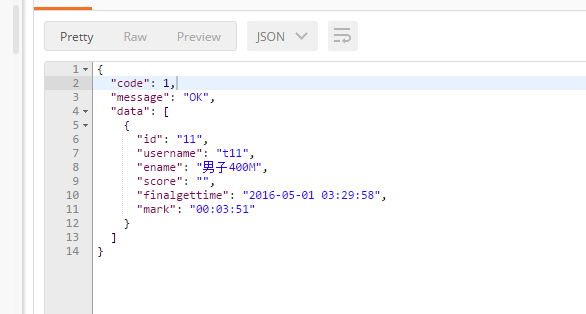 Pretty Raw Preview JSON
1 {
2 "code": 1,
3 "message": "OK",
4 "data": [
5 {
6 "id": "11",
7 "username": "t11",
8 "ename": "男子400M",
9 "score": "",
10 "finalgettime": "2016-05-01 03:29:58",
11 "mark": "00:03:51"
12 }
13 ]
14 }